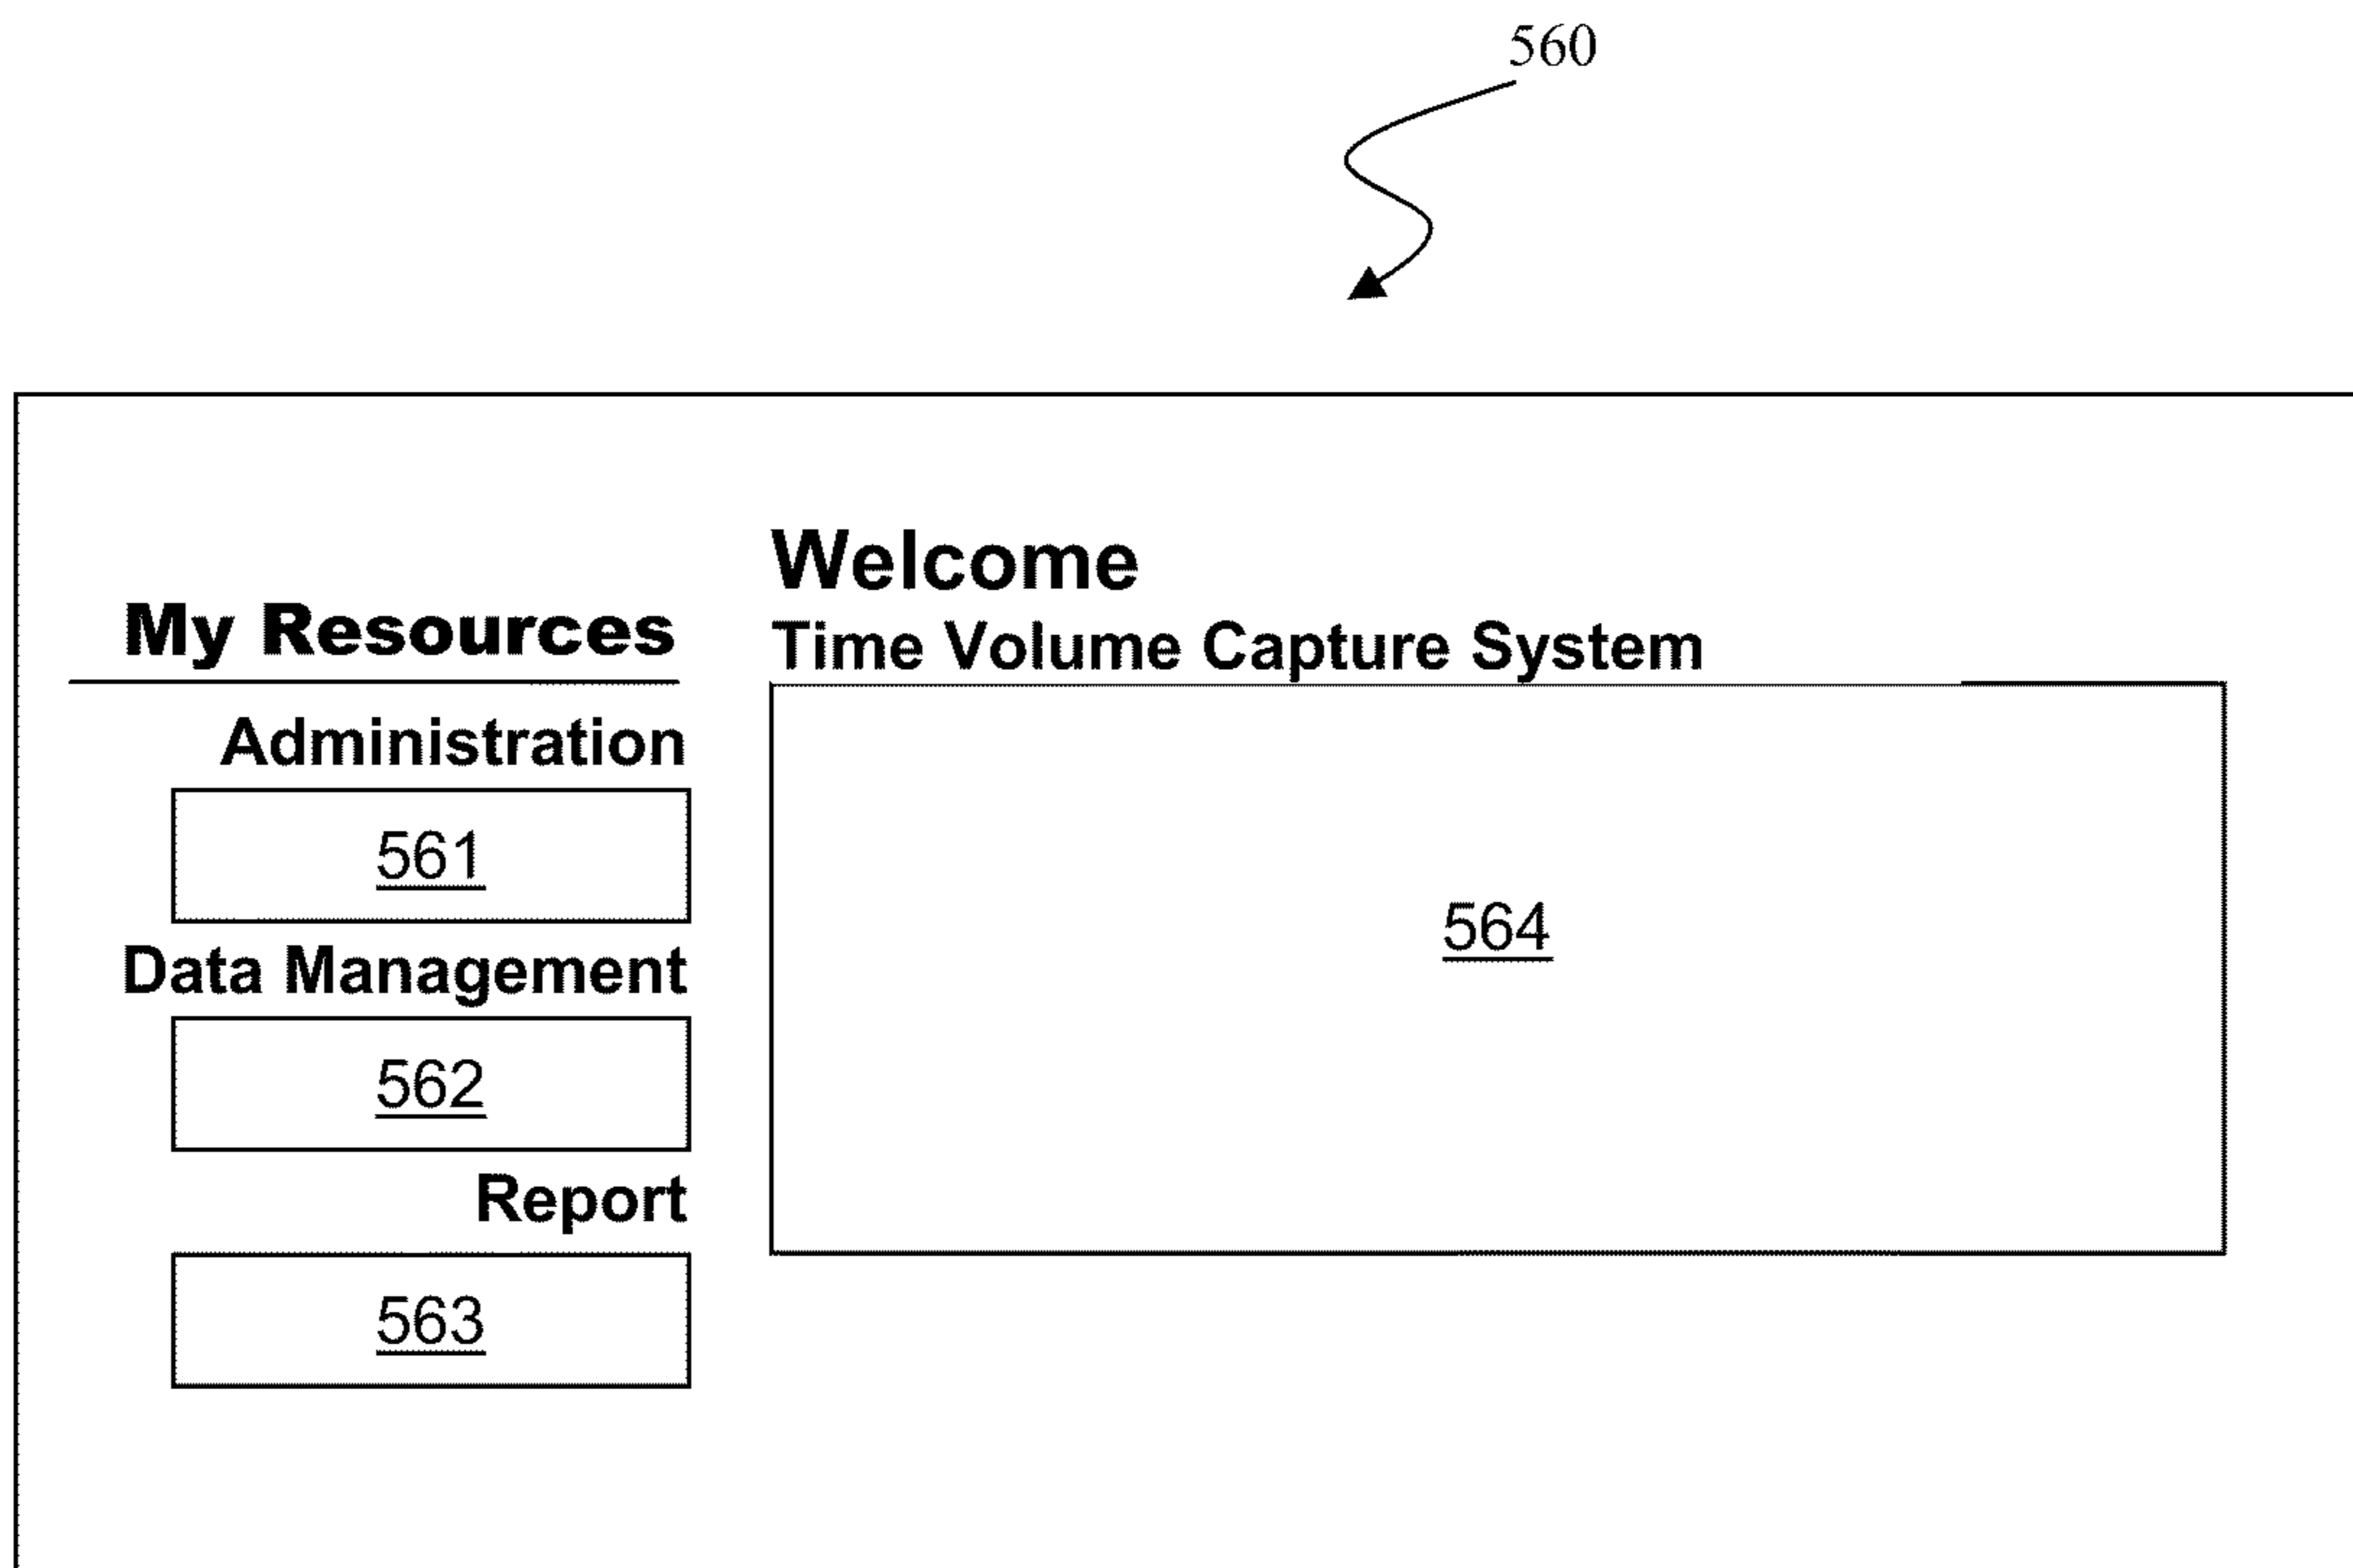 560
My Resources
Administration
561
Data Management
562
Report
563
Welcome
Time Volume Capture System
564